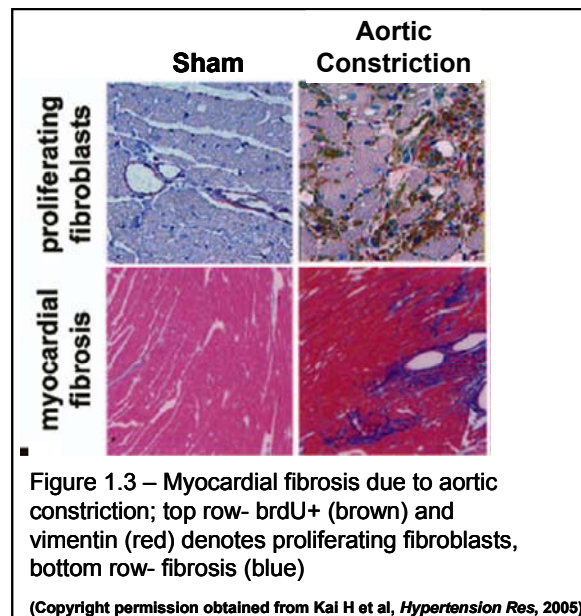 Sham
Aortic
Constriction
proliferating
fibroblasts
myocardial
fibrosis
Figure 1.3 – Myocardial fibrosis due to aortic
constriction; top row- brdU+ (brown) and
vimentin (red) denotes proliferating fibroblasts,
bottom row- fibrosis (blue)
(Copyright permission obtained from Kai H et al, Hypertension Res, 2005)